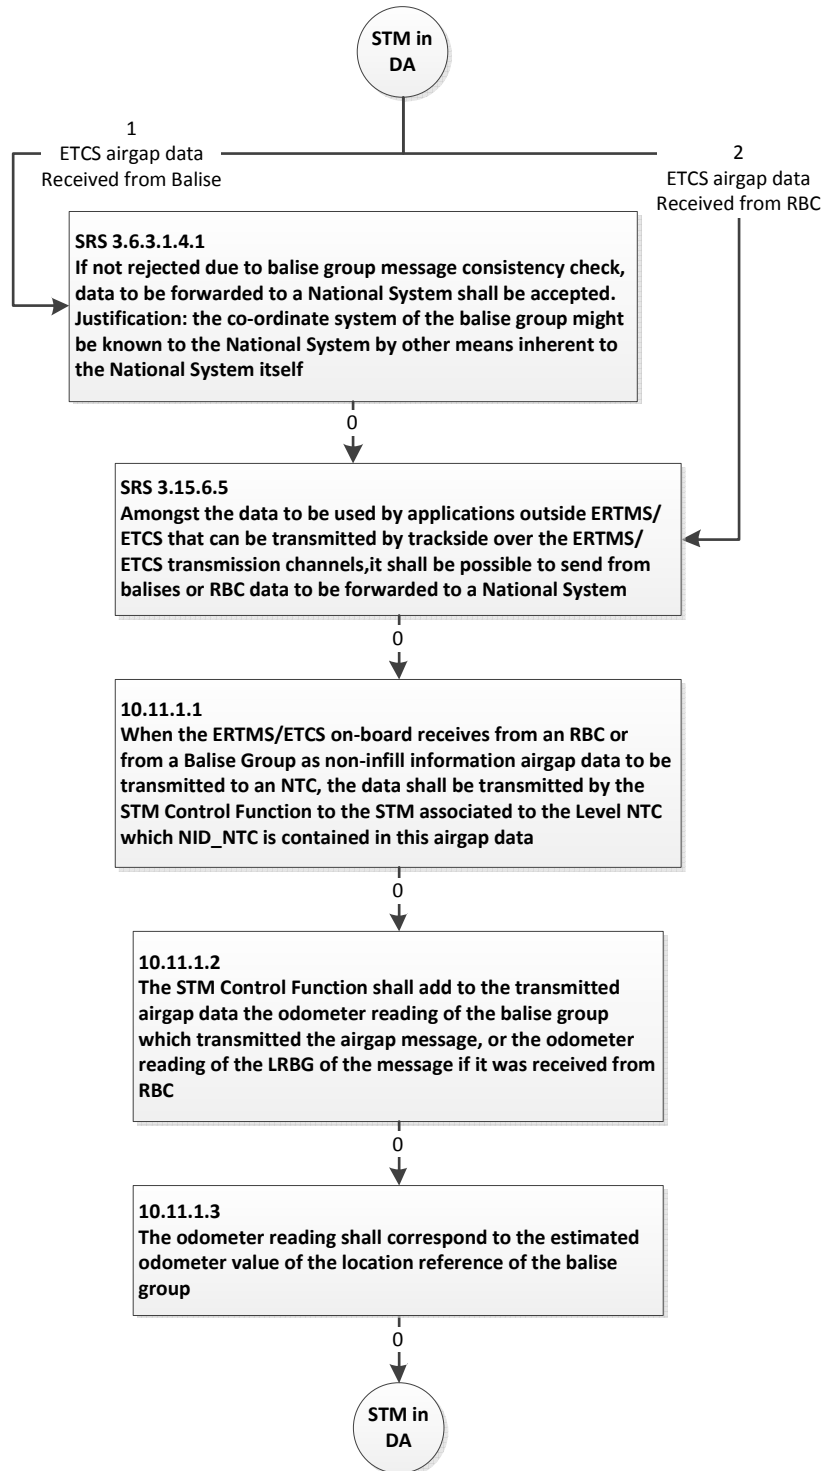 STM in
DA
1
ETCS airgap data
Received from Balise
2
ETCS airgap data
Received from RBC
SRS 3.6.3.1.4.1
If not rejected due to balise group message consistency check,
data to be forwarded to a National System shall be accepted.
Justification: the co-ordinate system of the balise group might
be known to the National System by other means inherent to
the National System itself
0
SRS 3.15.6.5
Amongst the data to be used by applications outside ERTMS/
ETCS that can be transmitted by trackside over the ERTMS/
ETCS transmission channels,it shall be possible to send from
balises or RBC data to be forwarded to a National System
0
10.11.1.1
When the ERTMS/ETCS on-board receives from an RBC or
from a Balise Group as non-infill information airgap data to be
transmitted to an NTC, the data shall be transmitted by the
STM Control Function to the STM associated to the Level NTC
which NID_NTC is contained in this airgap data
0
10.11.1.2
The STM Control Function shall add to the transmitted
airgap data the odometer reading of the balise group
which transmitted the airgap message, or the odometer
reading of the LRBG of the message if it was received from
RBC
0
10.11.1.3
The odometer reading shall correspond to the estimated
odometer value of the location reference of the balise
group
0
STM in
DA